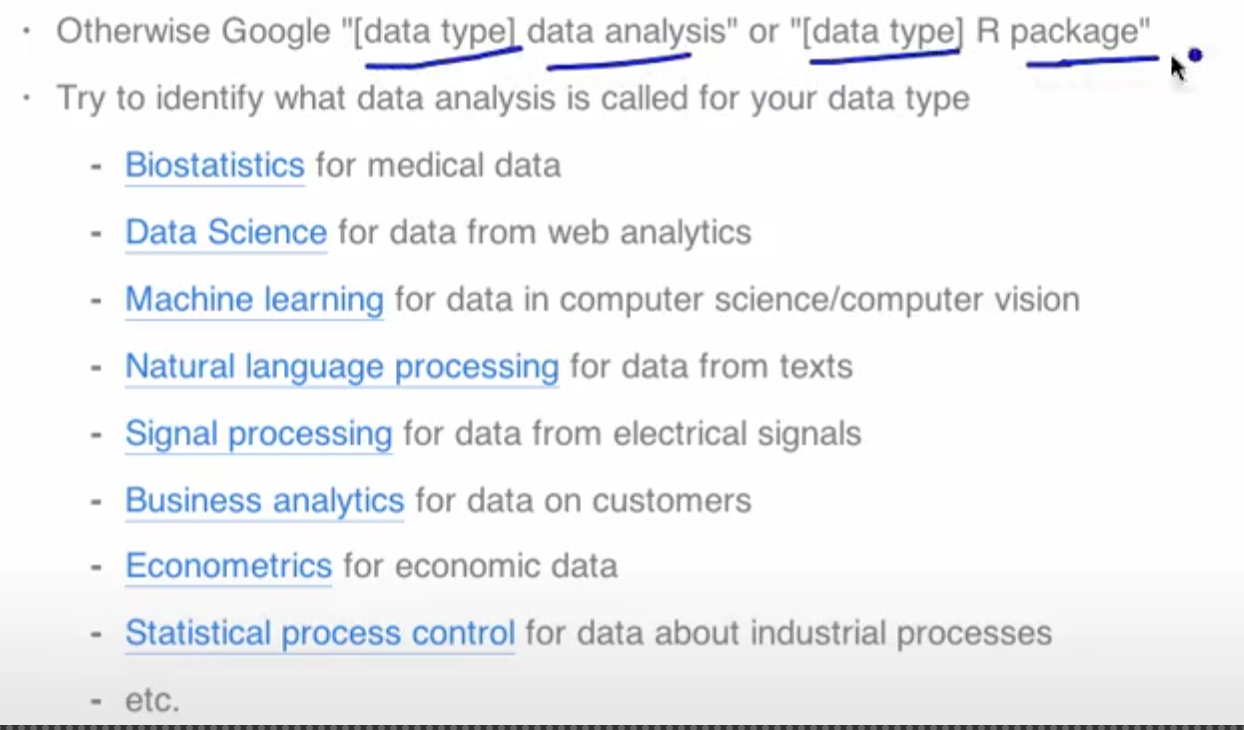 · Otherwise Google "[data type] data analysis" or "[data type] R package"
· Try to identify what data analysis is called for your data type
- Biostatistics for medical data
- Data Science for data from web analytics
- Machine learning for data in computer science/computer vision
- Natural language processing for data from texts
- Signal processing for data from electrical signals
- Business analytics for data on customers
- Econometrics for economic data
- Statistical process control for data about industrial processes
- etc.